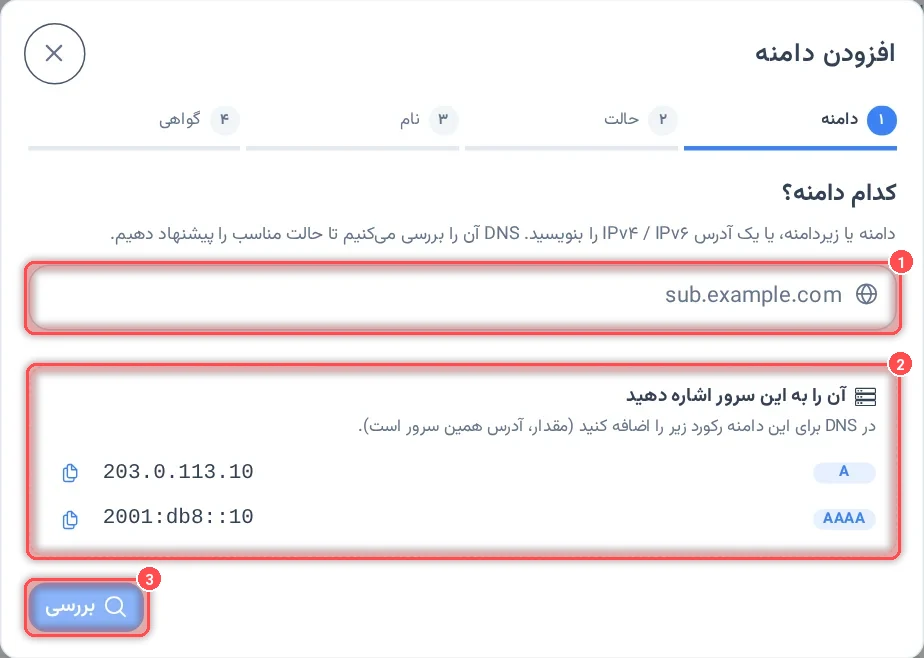 افزودن دامنه
۱ دامنه
۲ حالت
۳ نام
۴ گواهی
کدام دامنه؟
دامنه یا زیردامنه، یا یک آدرس IPv۴ / IPv۶ را بنویسید. DNS آن را بررسی می‌کنیم تا حالت مناسب را پیشنهاد دهیم.
1
sub.example.com
2
آن را به این سرور اشاره دهید
در DNS برای این دامنه رکورد زیر را اضافه کنید (مقدار، آدرس همین سرور است).
A 203.0.113.10
AAAA 2001:db8::10
3
بررسی